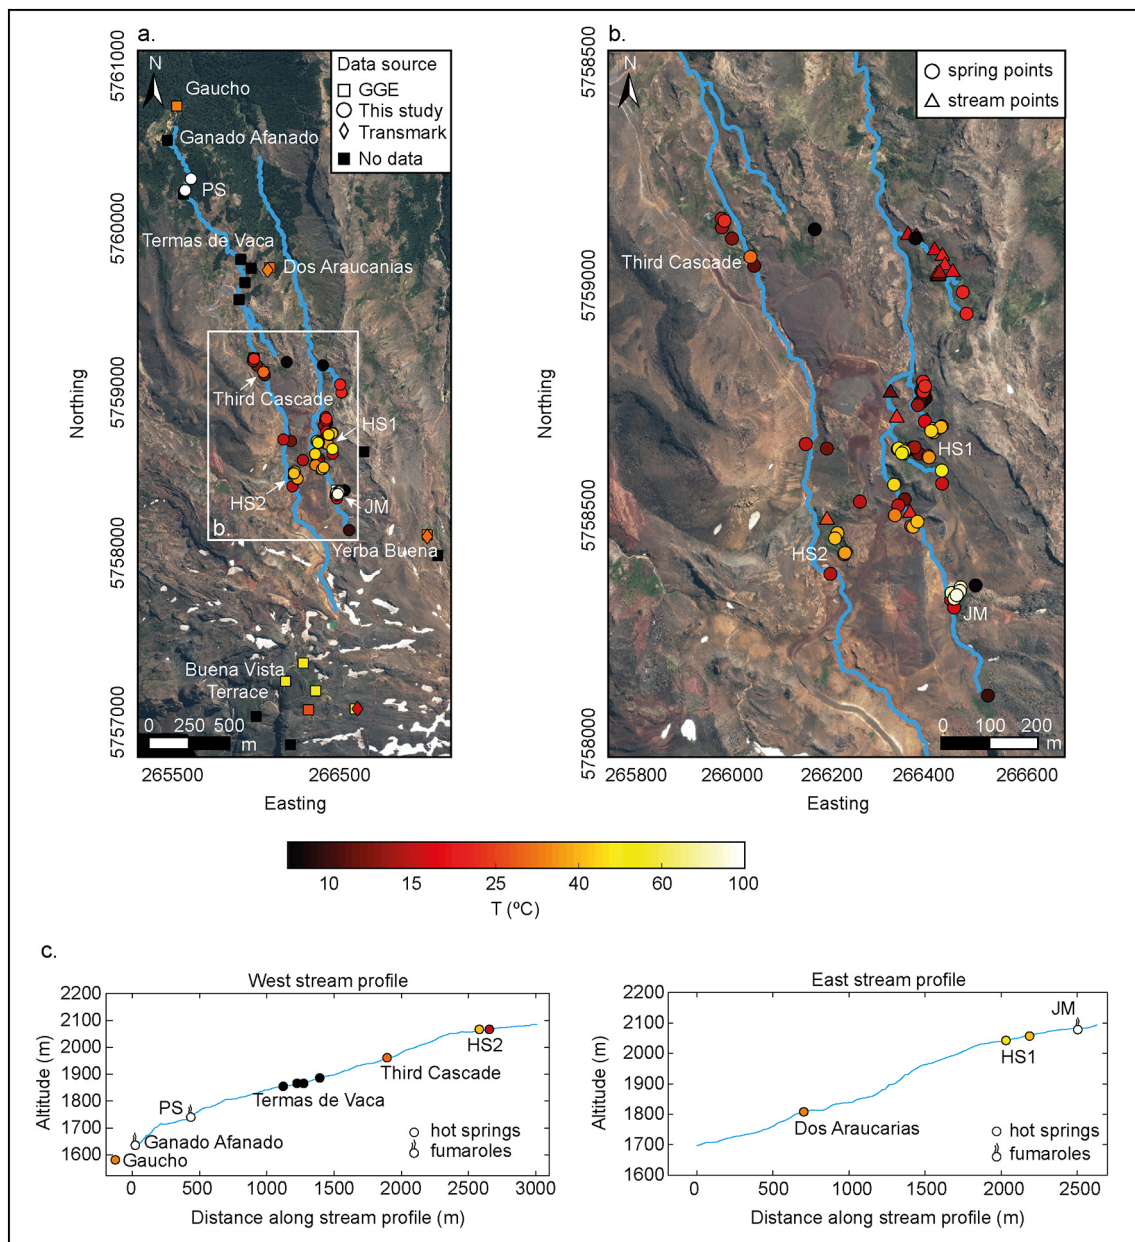 a.
5761000
5760000
5759000
5758000
5757000
Northing
N
Gaucho
Ganado Afanado
PS
Termas de Vaca
Dos Araucanias
Third Cascade
HS1
HS2
JM
b.
Yerba Buena
Buena Vista
Terrace
0 250 500
m
265500 266500
Easting
Data source
GGE
This study
Transmark
No data
b.
5758500
5759000
5758500
5758000
Northing
N
spring points
stream points
Third Cascade
HS1
HS2
JM
0 100 200
m
265800 266000 266200 266400 266600
Easting
10 15 25 40 60 100
T (ºC)
c.
West stream profile
2200
2100
2000
1900
1800
1700
1600
Altitude (m)
HS2
Third Cascade
Termas de Vaca
PS
Ganado Afanado
Gaucho
hot springs
fumaroles
0 500 1000 1500 2000 2500 3000
Distance along stream profile (m)
East stream profile
2200
2100
2000
1900
1800
1700
1600
Altitude (m)
JM
HS1
Dos Araucarias
hot springs
fumaroles
0 500 1000 1500 2000 2500
Distance along stream profile (m)